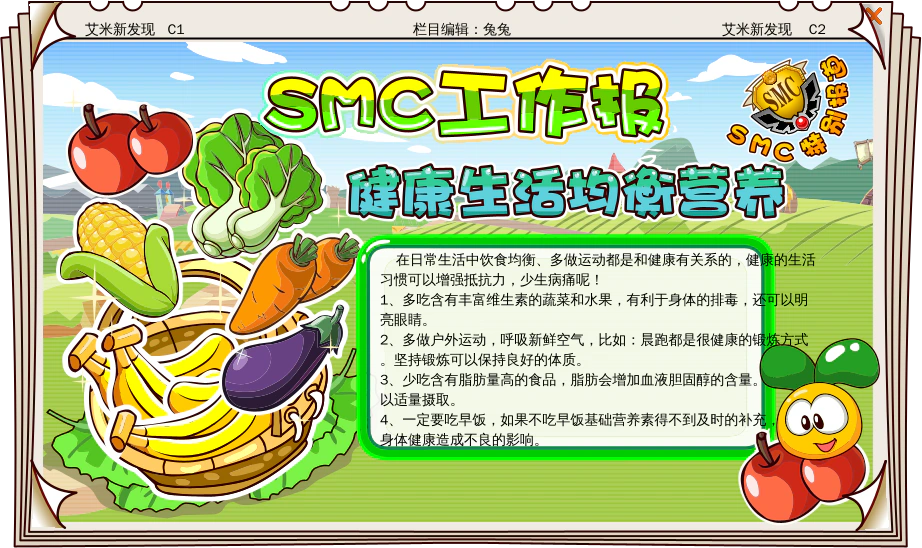 艾米新发现 C1
栏目编辑：兔兔
艾米新发现 C2
SMC工作报
SMC
SMC特别招聘
健康生活均衡营养
在日常生活中饮食均衡、多做运动都是和健康有关系的，健康的生活
习惯可以增强抵抗力，少生病痛呢！
1、多吃含有丰富维生素的蔬菜和水果，有利于身体的排毒，还可以明
亮眼睛。
2、多做户外运动，呼吸新鲜空气，比如：晨跑都是很健康的锻炼方式
。坚持锻炼可以保持良好的体质。
3、少吃含有脂肪量高的食品，脂肪会增加血液胆固醇的含量。
以适量摄取。
4、一定要吃早饭，如果不吃早饭基础营养素得不到及时的补充，
身体健康造成不良的影响。